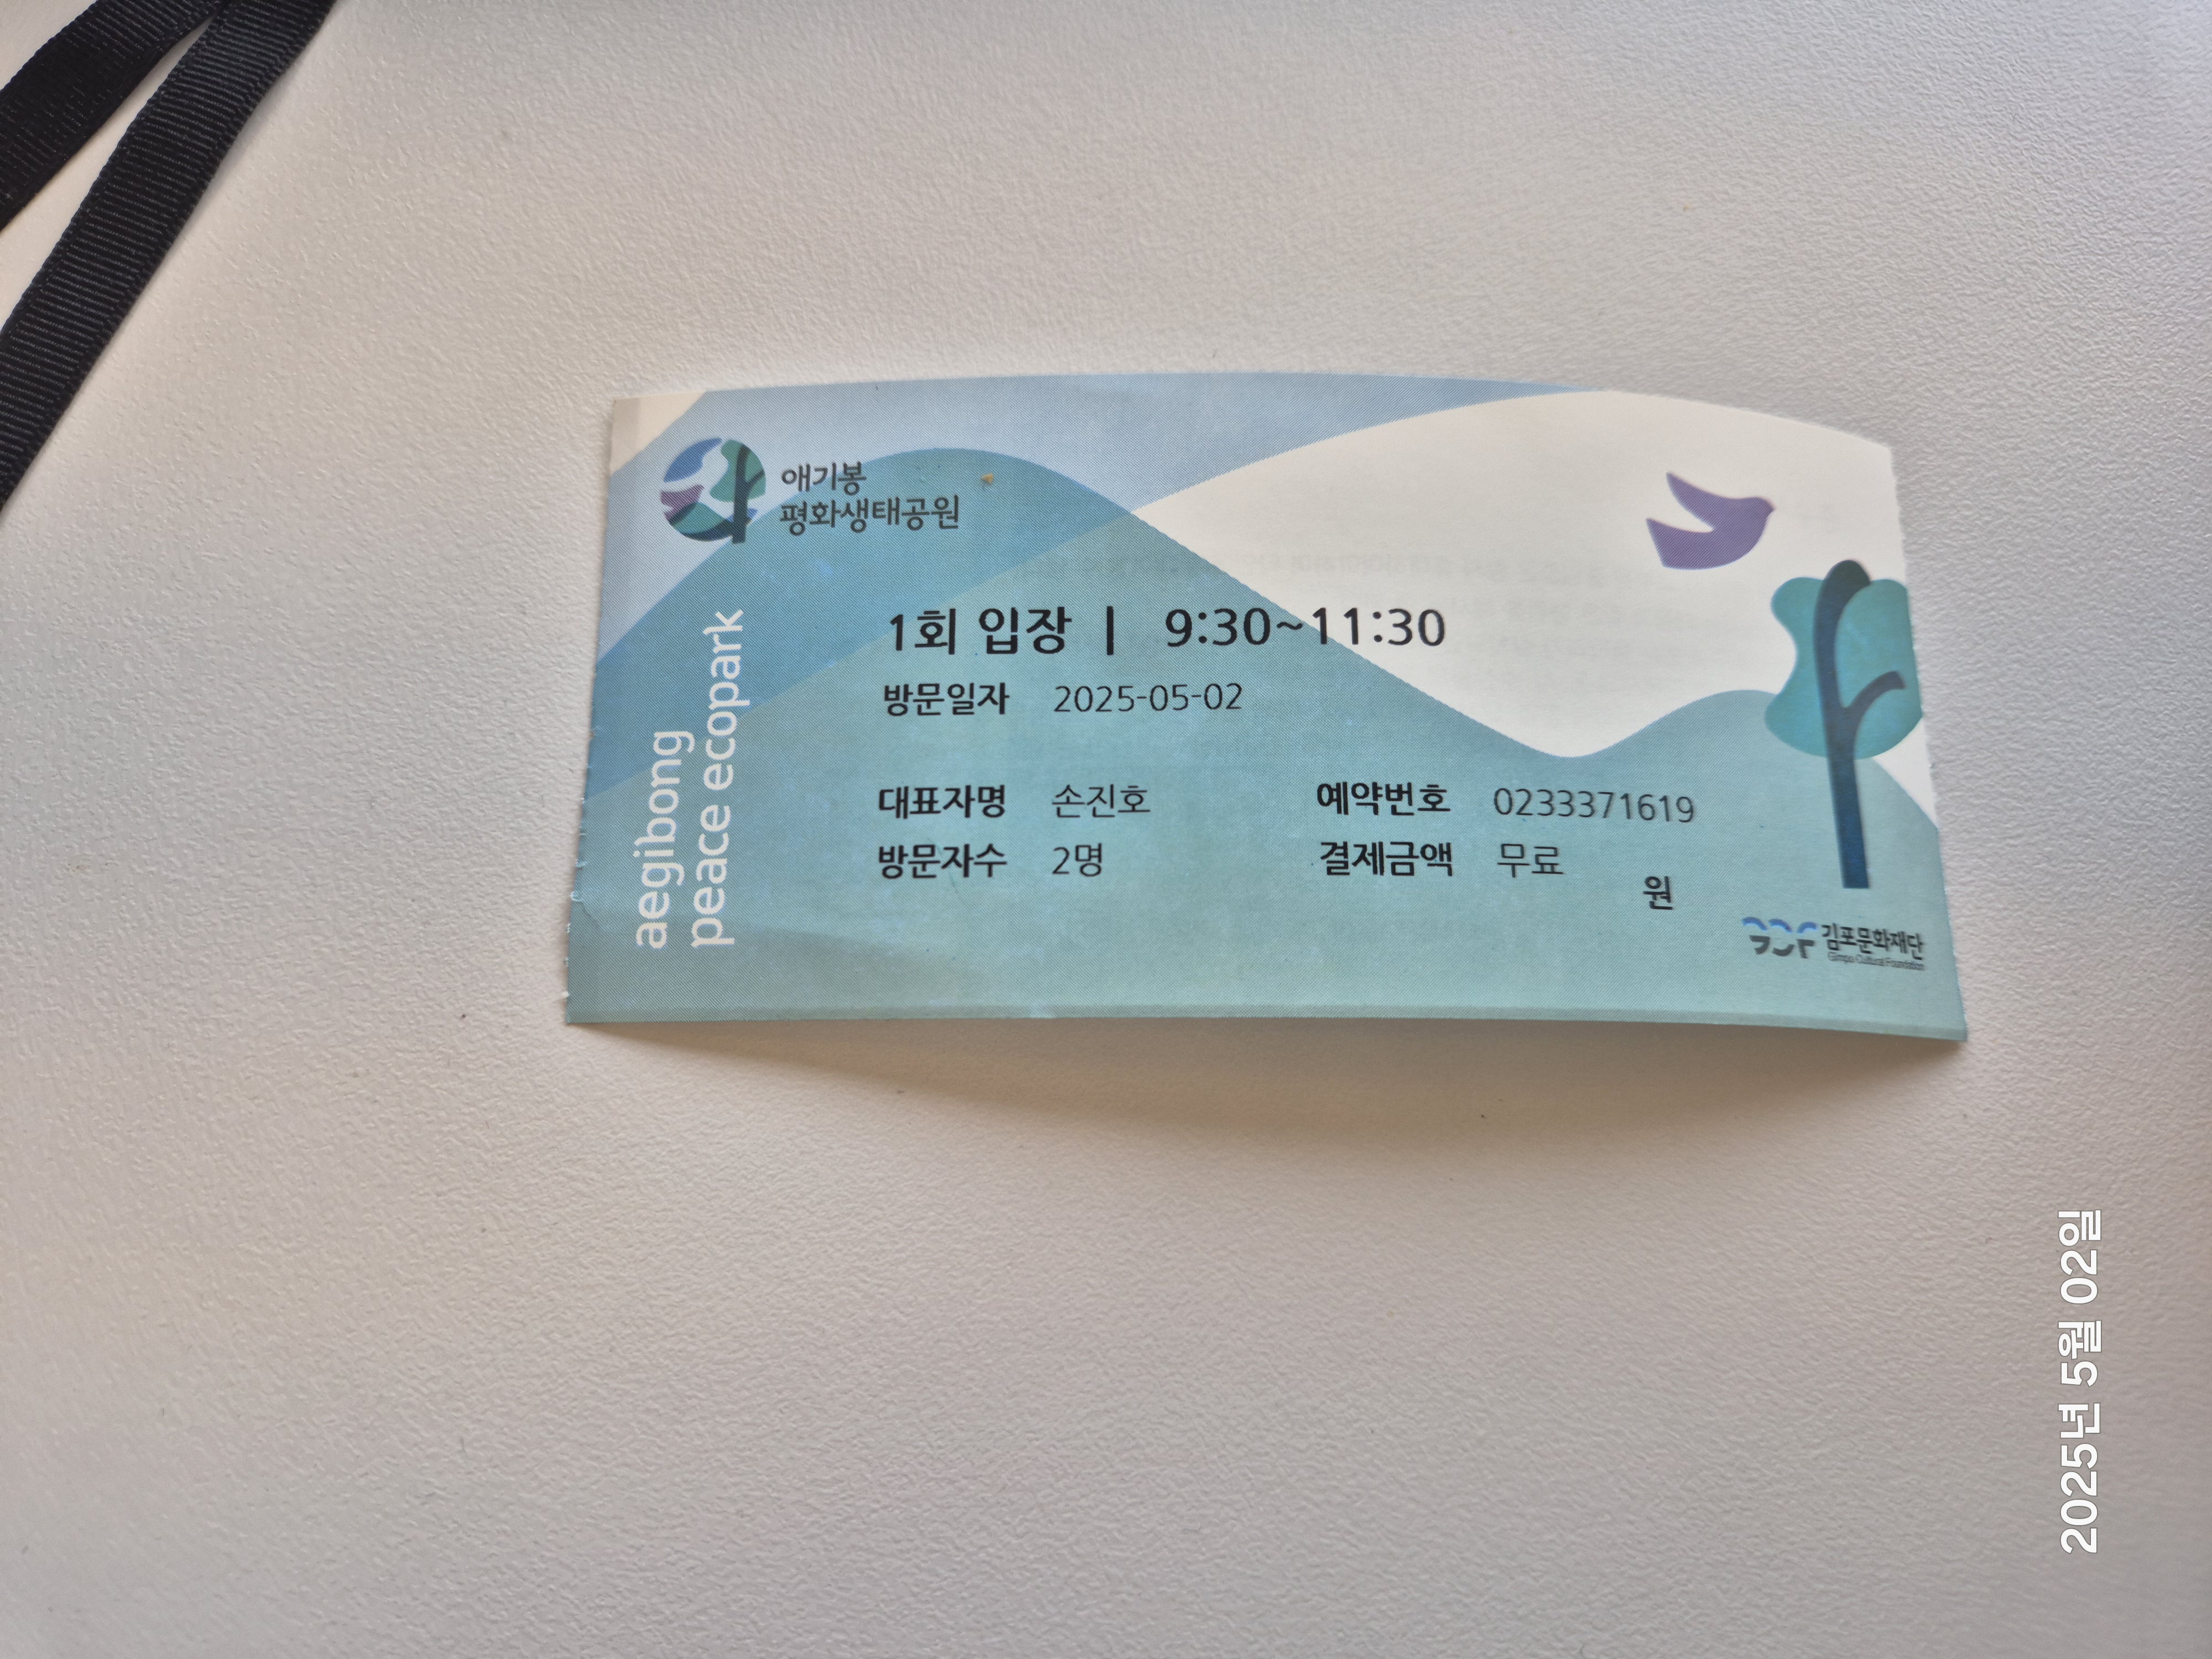 애기봉
평화생태공원
aegibong
peace ecopark
1회 입장 | 9:30~11:30
방문일자 2025-05-02
대표자명 손진호 예약번호 0233371619
방문자수 2명 결제금액 무료
원
김포문화재단
Gimpo Cultural Foundation
2025년 5월 02일